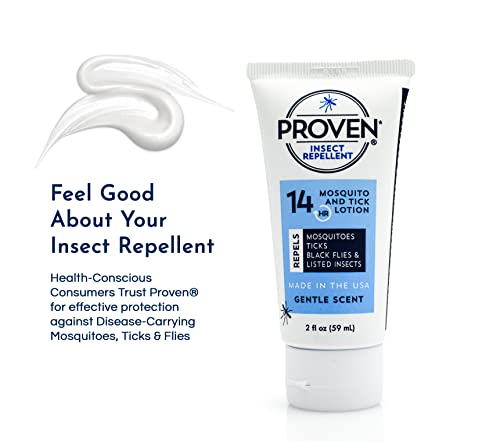 Feel Good
About Your
Insect Repellent
Health-Conscious
Consumers Trust Proven®
for effective protection
against Disease-Carrying
Mosquitoes, Ticks & Flies
PROVEN*®
INSECT
REPELLENT
14 HR MOSQUITO
AND TICK
LOTION
REPELS
MOSQUITOES
TICKS
BLACK FLIES &
LISTED INSECTS
MADE IN THE USA
GENTLE SCENT
2 fl oz (59 mL)